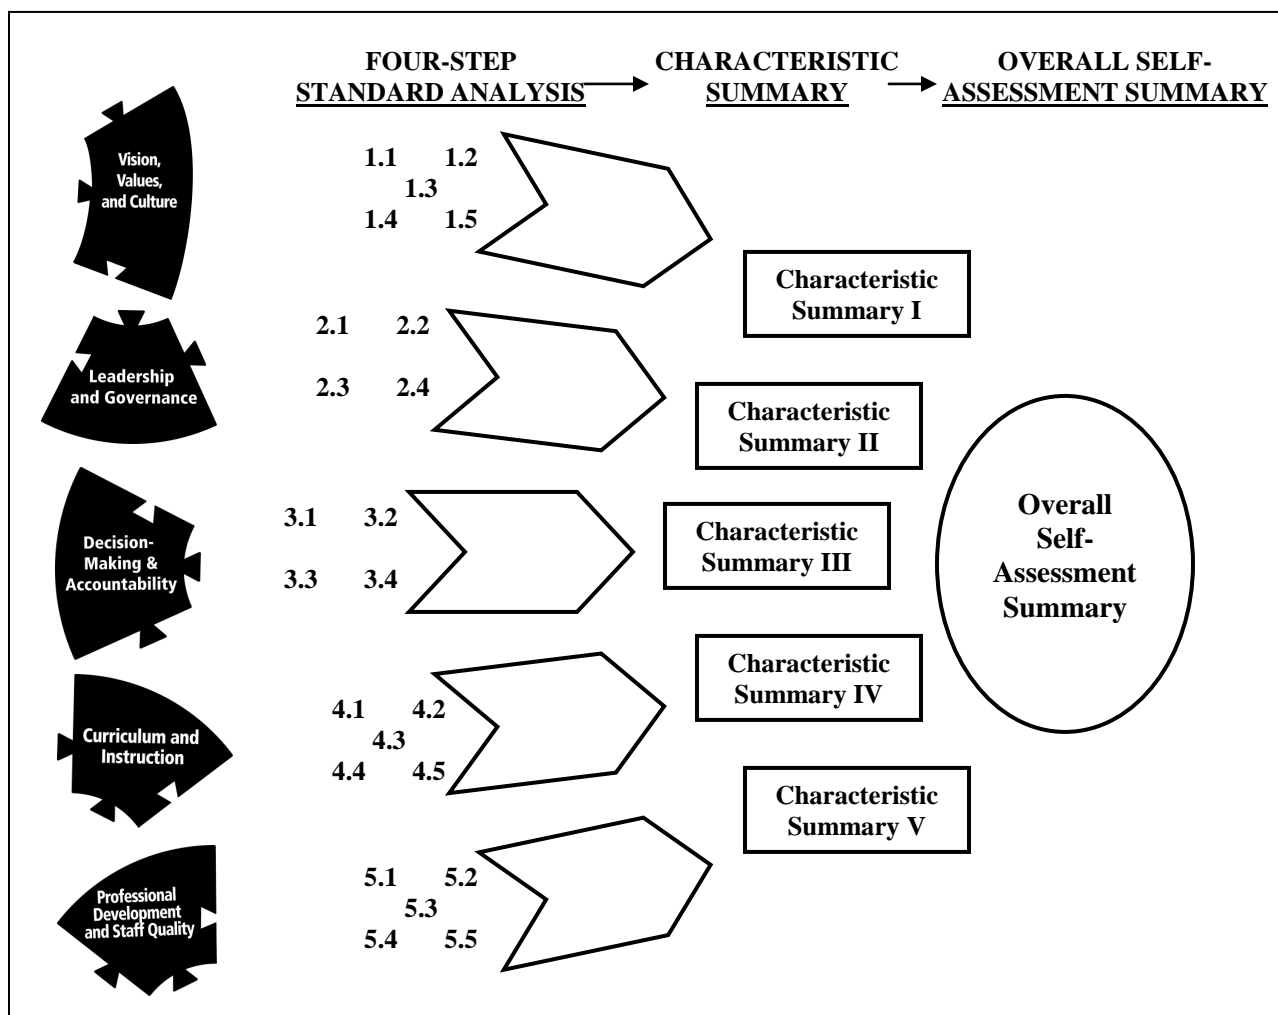 FOUR-STEP
STANDARD ANALYSIS
CHARACTERISTIC
SUMMARY
OVERALL SELF-
ASSESSMENT SUMMARY
Vision,
Values,
and Culture
1.1 1.2
1.3
1.4 1.5
Characteristic
Summary I
Leadership
and Governance
2.1 2.2
2.3 2.4
Characteristic
Summary II
Decision-
Making &
Accountability
3.1 3.2
3.3 3.4
Characteristic
Summary III
Overall
Self-
Assessment
Summary
Curriculum and
Instruction
4.1 4.2
4.3
4.4 4.5
Characteristic
Summary IV
Professional
Development
and Staff Quality
5.1 5.2
5.3
5.4 5.5
Characteristic
Summary V